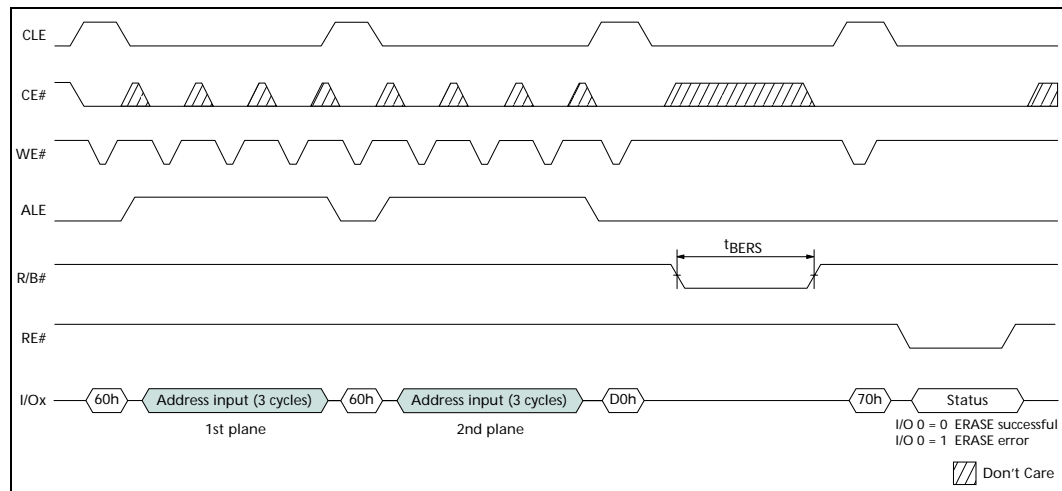 CLE
CE#
WE#
ALE
tBERS
R/B#
RE#
I/Ox
60h
Address input (3 cycles)
60h
Address input (3 cycles)
D0h
70h
Status
1st plane
2nd plane
I/O 0 = 0 ERASE successful
I/O 0 = 1 ERASE error
Don't Care